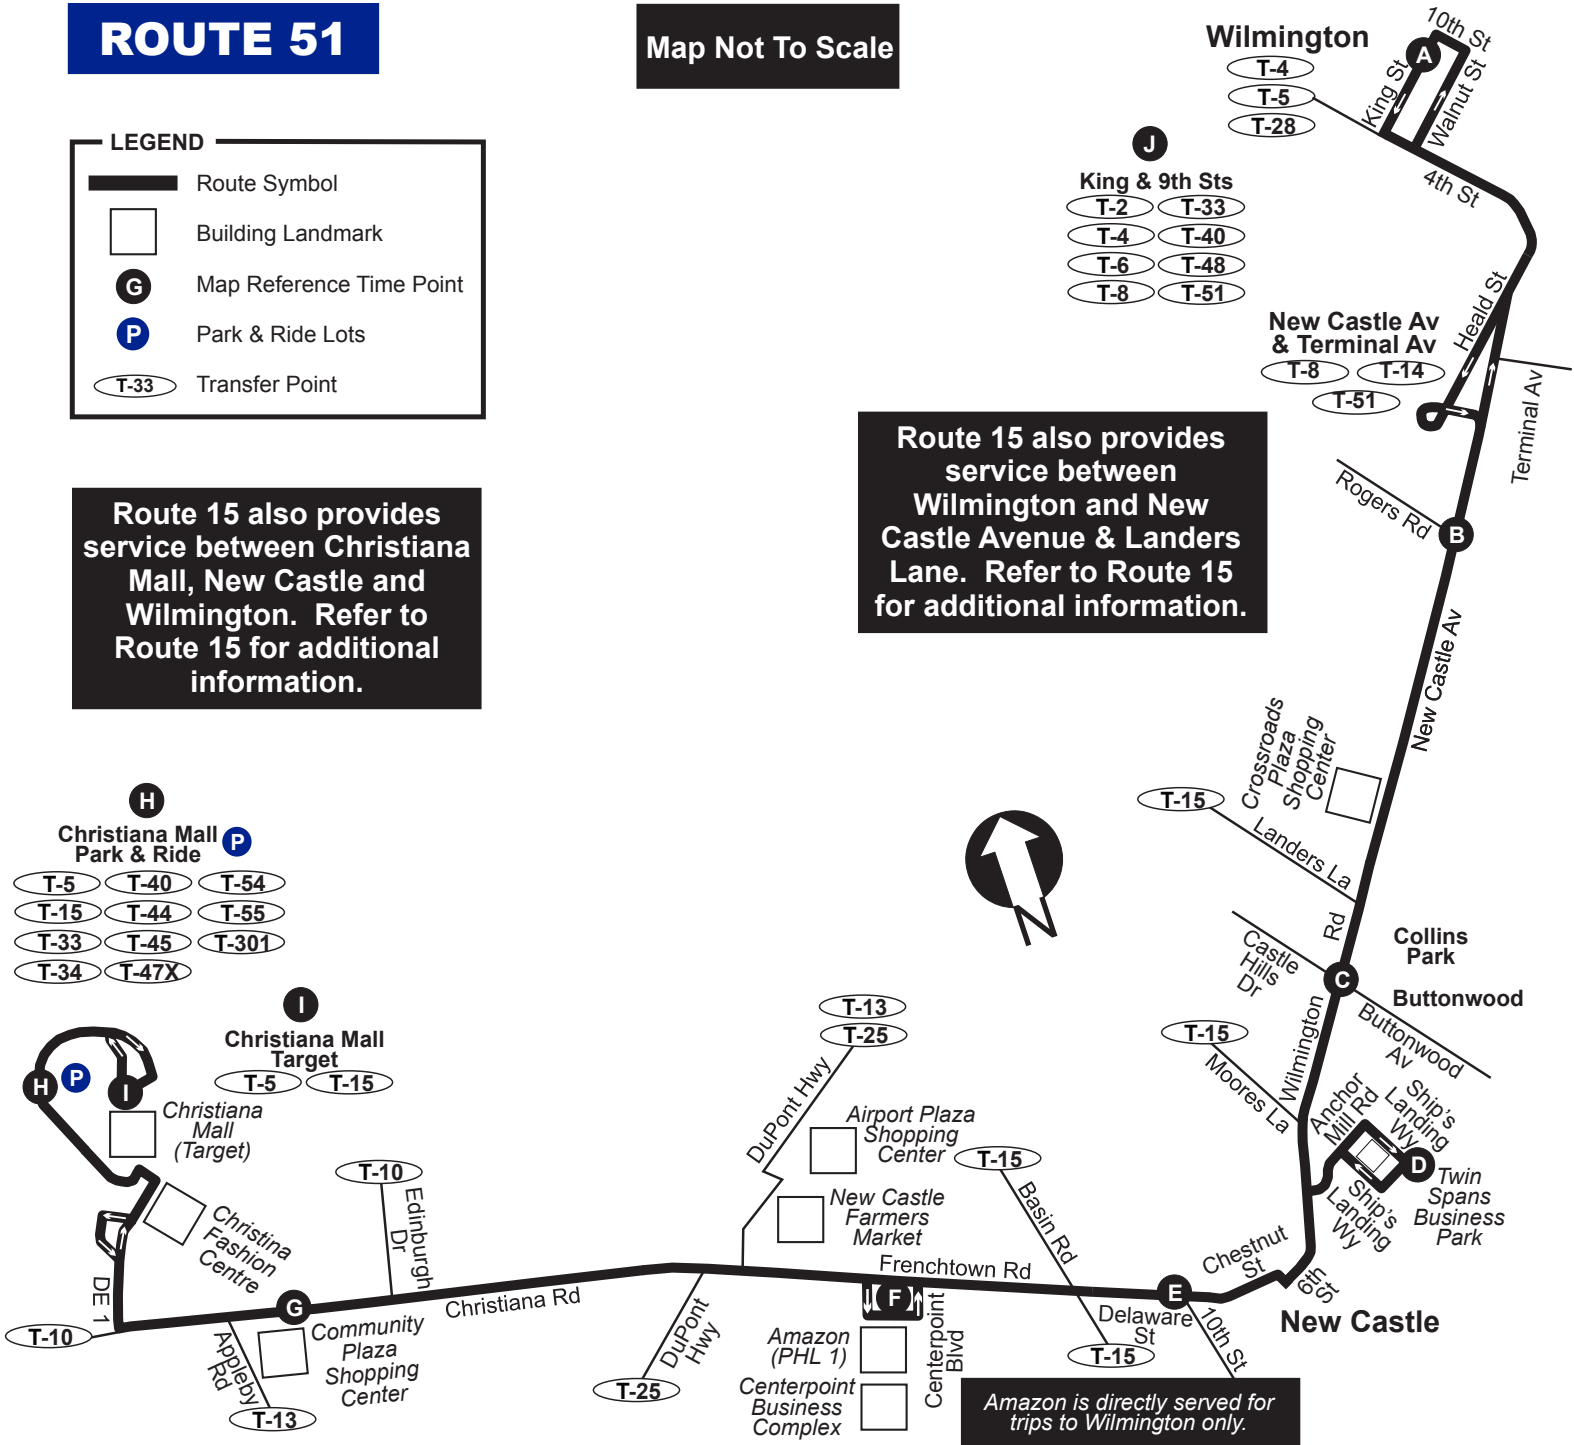 ROUTE 51
Map Not To Scale
LEGEND
Route Symbol
Building Landmark
G Map Reference Time Point
P Park & Ride Lots
T-33 Transfer Point
Route 15 also provides
service between Christiana
Mall, New Castle and
Wilmington. Refer to
Route 15 for additional
information.
Wilmington
T-4
T-5
T-28
10th St
A
King St
Walnut St
4th St
J
King & 9th Sts
T-2 T-33
T-4 T-40
T-6 T-48
T-8 T-51
Heald St
New Castle Av
& Terminal Av
T-8 T-14
T-51
Terminal Av
Route 15 also provides
service between
Wilmington and New
Castle Avenue & Landers
Lane. Refer to Route 15
for additional information.
Rogers Rd
B
New Castle Av
Crossroads
Plaza
Shopping
Center
T-15
Landers La
Rd
Collins
Park
Castle
Hills
Dr
C
Buttonwood
Buttonwood
Av
T-15
Moores La
Wilmington
Anchor
Mill Rd
Ship's
Landing
Wy
D
Twin
Spans
Business
Park
Ship's
Landing
Wy
Chestnut
St
6th
St
New Castle
N
H
Christiana Mall
Park & Ride
P
T-5 T-40 T-54
T-15 T-44 T-55
T-33 T-45 T-301
T-34 T-47X
I
Christiana Mall
Target
T-5 T-15
H
P
I
Christiana
Mall
(Target)
Christina
Fashion
Centre
DE 1
T-10
T-10
Edinburgh
Dr
G
Community
Plaza
Shopping
Center
Appleby
Rd
T-13
Christiana Rd
T-13
T-25
DuPont Hwy
Airport Plaza
Shopping
Center
New Castle
Farmers
Market
DuPont
Hwy
T-25
Frenchtown Rd
F
Amazon
(PHL 1)
Centerpoint
Business
Complex
Centerpoint
Blvd
T-15
Basin Rd
E
Delaware
St
T-15
10th St
Amazon is directly served for
trips to Wilmington only.